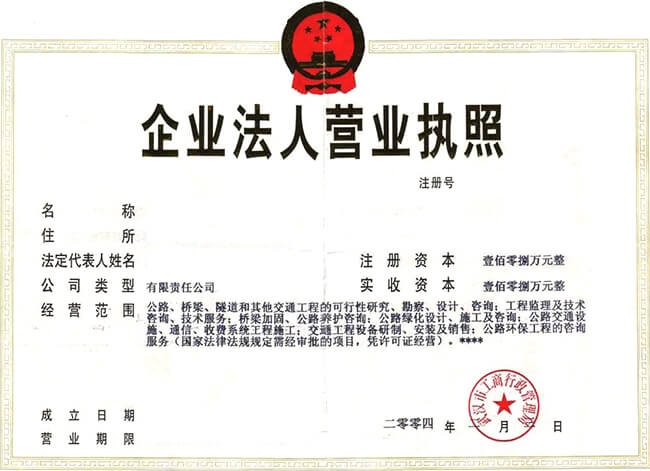 企业法人营业执照
注册号
名称
住所
法定代表人姓名 注册资本 壹佰零捌万元整
公司类型 有限责任公司 实收资本 壹佰零捌万元整
经营范围 公路、桥梁、隧道和其他交通工程的可行性研究、勘察、设计、咨询；工程监理及技术
咨询、技术服务；桥梁加固、公路养护咨询；公路绿化设计、施工及咨询；公路交通设
施、通信、收费系统工程施工；交通工程设备研制、安装及销售；公路环保工程的咨询
服务（国家法律法规规定需经审批的项目，凭许可证经营）。****
武汉市工商行政管理局
成立日期 二零零四年一月 日
营业期限